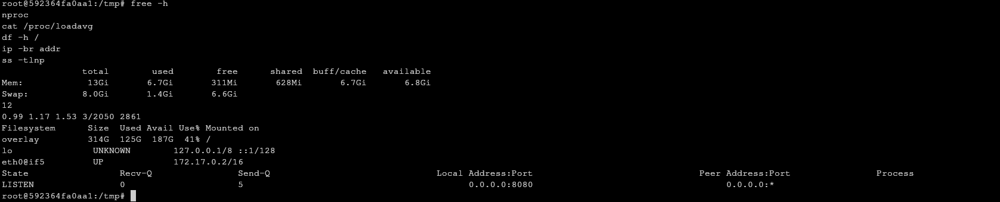 root@592364fa0aa1:/tmp# free -h
nproc
cat /proc/loadavg
df -h /
ip -br addr
ss -tlnp
total used free shared buff/cache available
Mem: 13Gi 6.7Gi 311Mi 628Mi 6.7Gi 6.8Gi
Swap: 8.0Gi 1.4Gi 6.6Gi
12
0.99 1.17 1.53 3/2050 2861
Filesystem Size Used Avail Use% Mounted on
overlay 314G 125G 187G 41% /
lo UNKNOWN 127.0.0.1/8 ::1/128
eth0@if5 UP 172.17.0.2/16
State Recv-Q Send-Q Local Address:Port Peer Address:Port Process
LISTEN 0 5 0.0.0.0:8080 0.0.0.0:*
root@592364fa0aa1:/tmp#